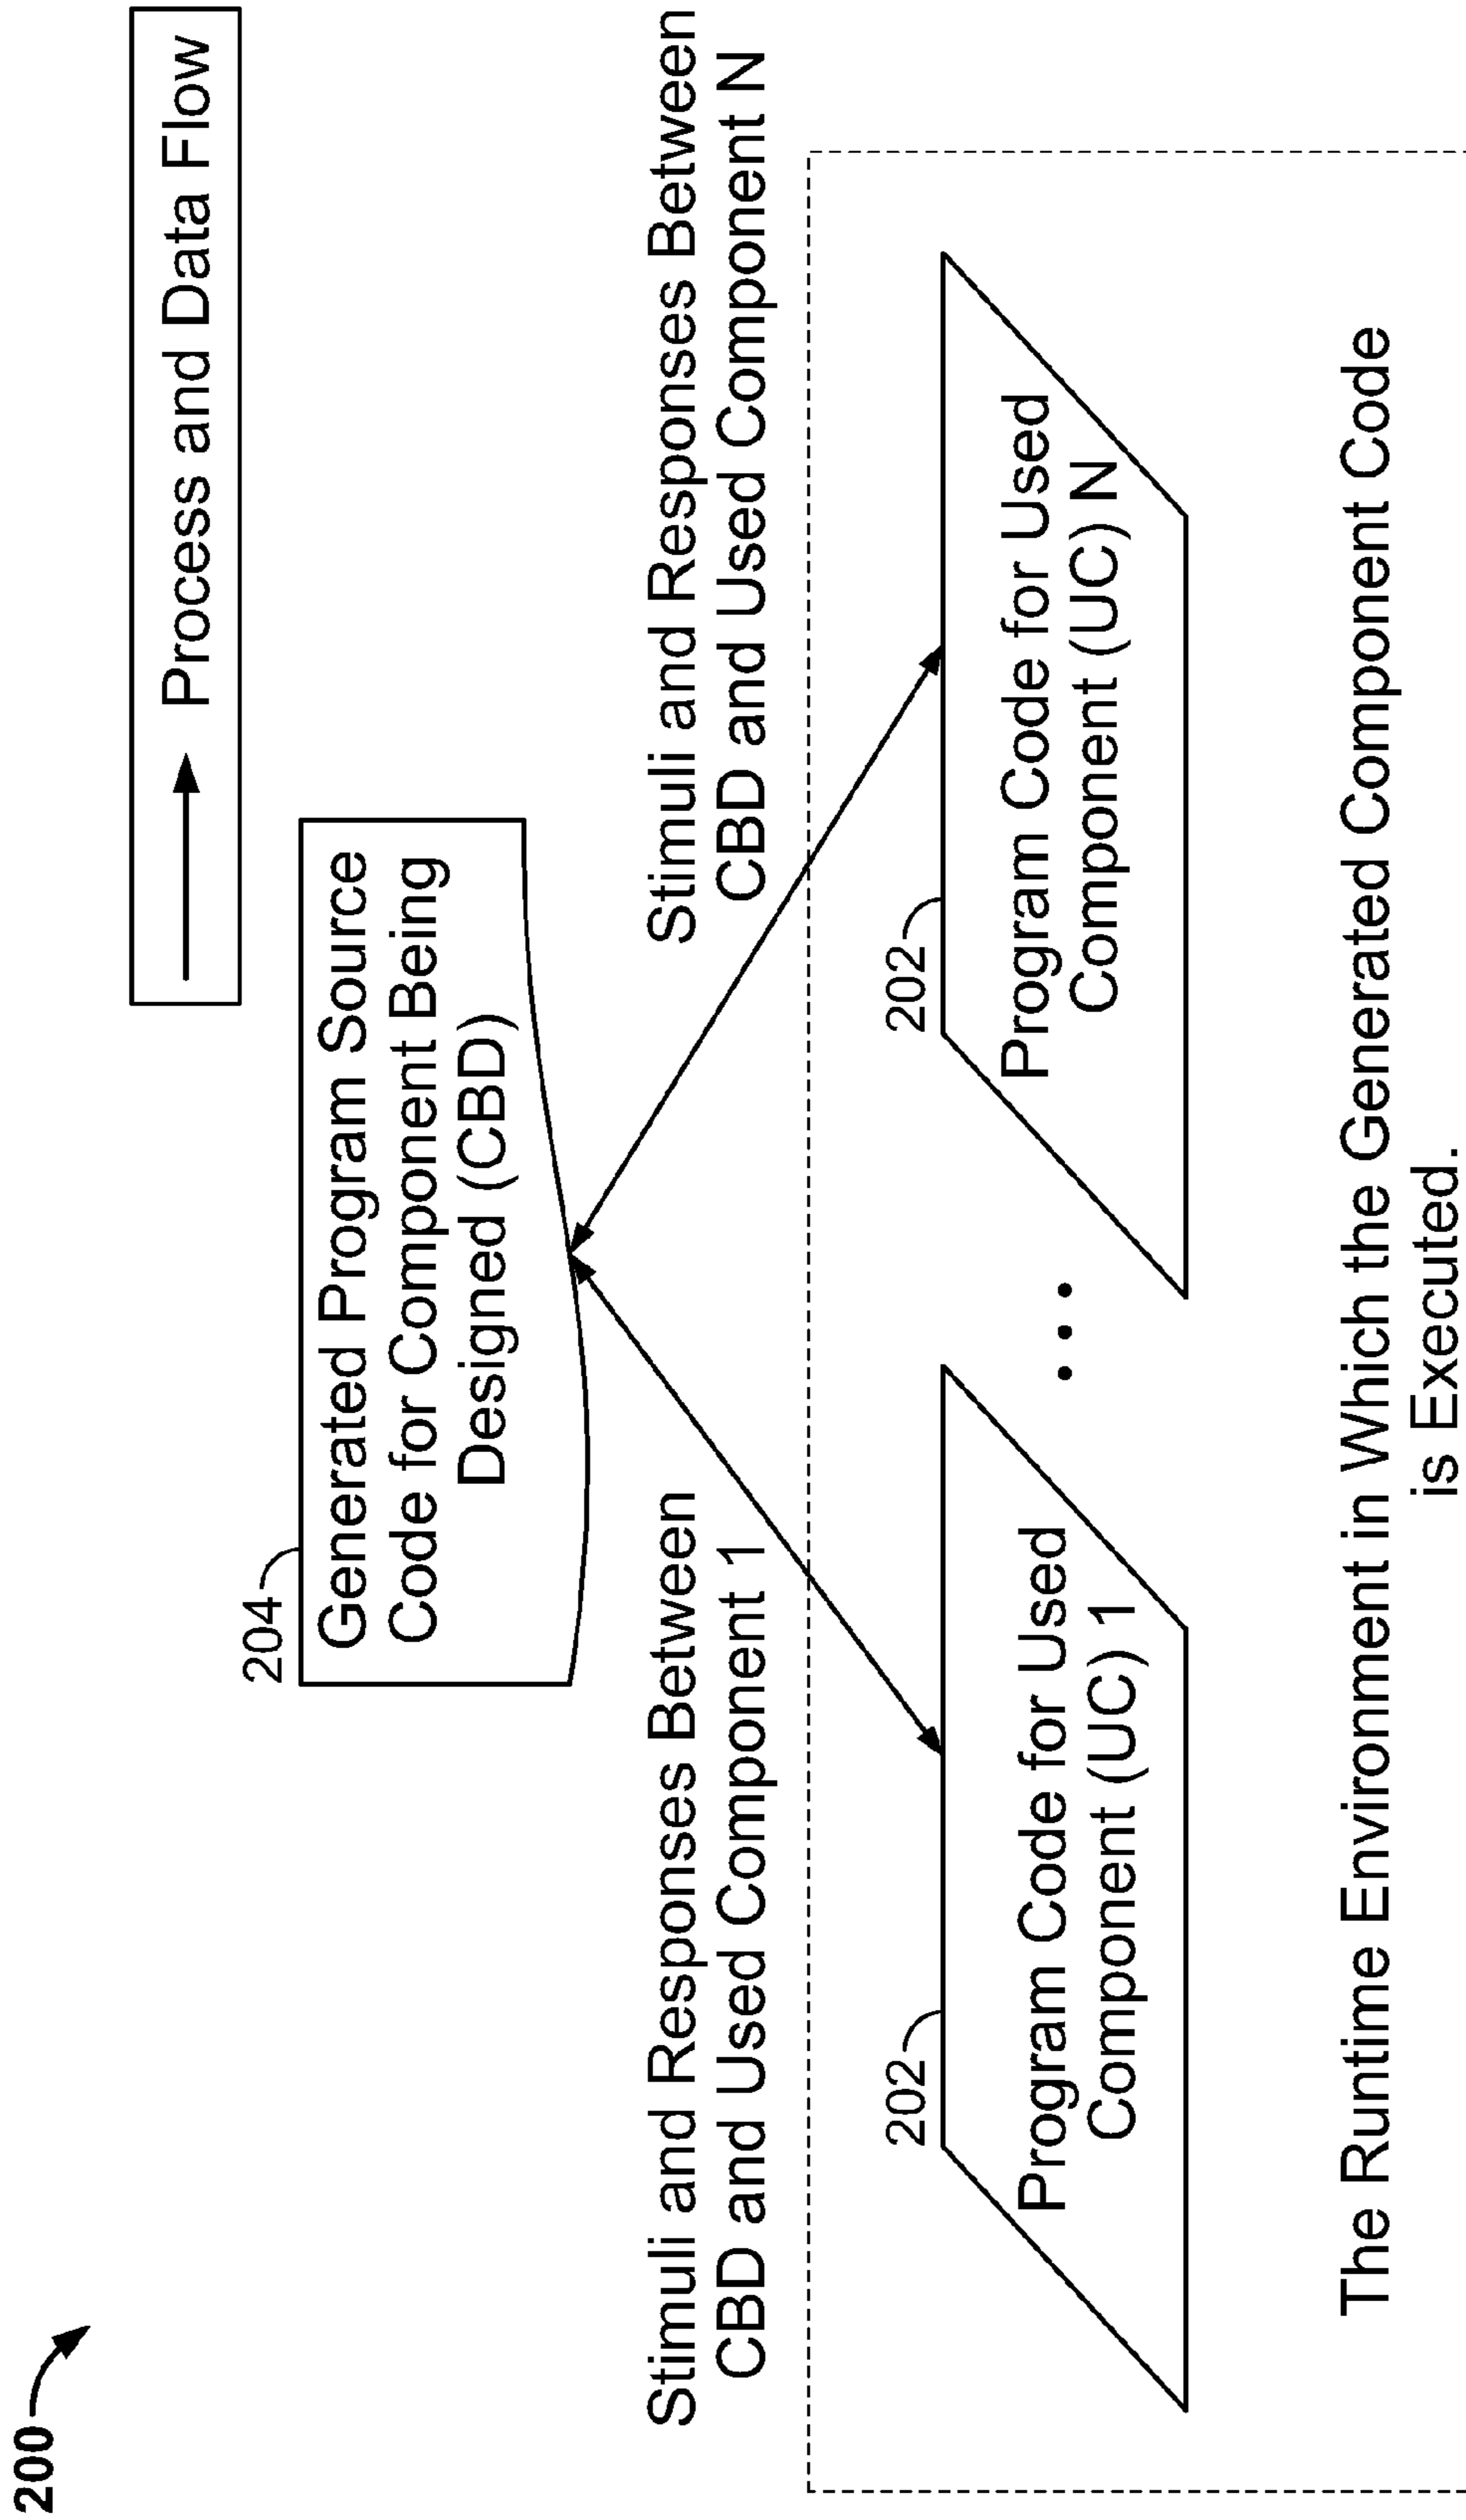 200
Process and Data Flow
204
Generated Program Source
Code for Component Being
Designed (CBD)
Stimuli and Responses Between
CBD and Used Component 1
Stimuli and Responses Between
CBD and Used Component N
202
Program Code for Used
Component (UC) 1
...
202
Program Code for Used
Component (UC) N
The Runtime Environment in Which the Generated Component Code
is Executed.